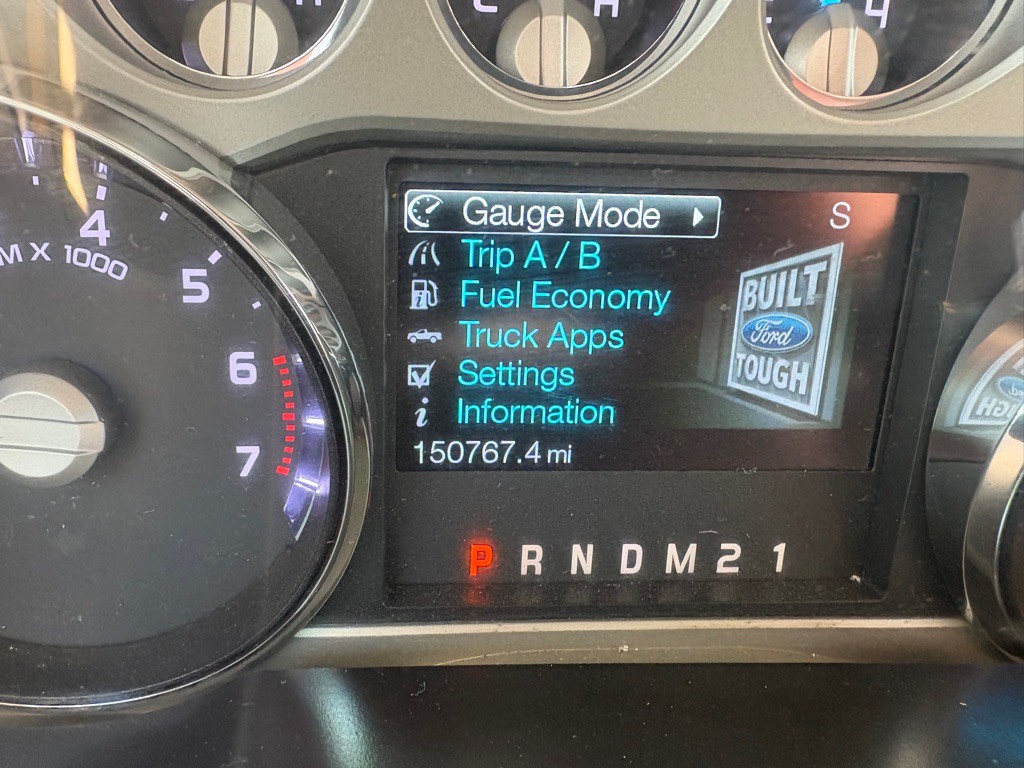 C H
4
4
M X 1000
5
6
7
Gauge Mode
S
Trip A / B
Fuel Economy
Truck Apps
Settings
Information
150767.4 mi
BUILT
Ford
TOUGH
P R N D M 2 1